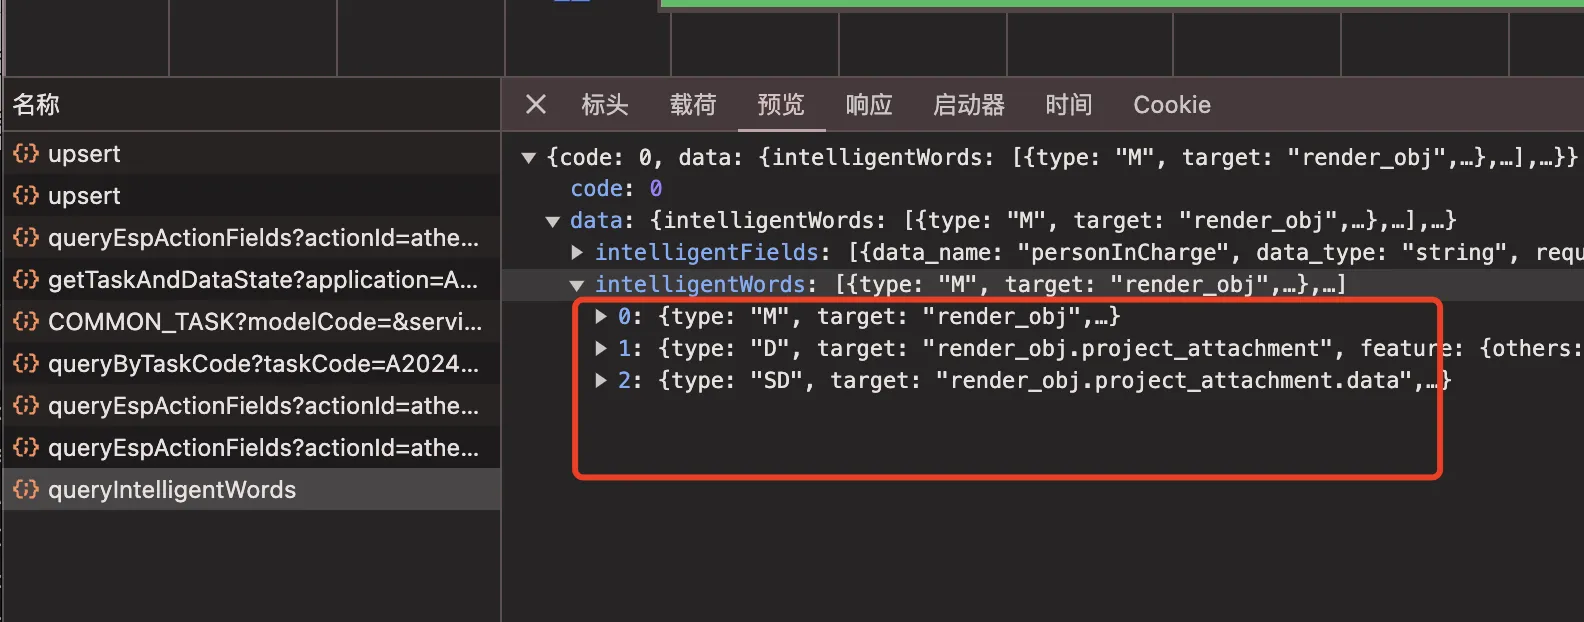 名称
upsert
upsert
queryEspActionFields?actionId=athe...
getTaskAndDataState?application=A...
COMMON_TASK?modelCode=&servi...
queryByTaskCode?taskCode=A2024...
queryEspActionFields?actionId=athe...
queryEspActionFields?actionId=athe...
queryIntelligentWords
标头 载荷 预览 响应 启动器 时间 Cookie
{code: 0, data: {intelligentWords: [{type: "M", target: "render_obj",…},…],…}}
code: 0
data: {intelligentWords: [{type: "M", target: "render_obj",…},…],…}
intelligentFields: [{data_name: "personInCharge", data_type: "string", requ
intelligentWords: [{type: "M", target: "render_obj",…},…]
0: {type: "M", target: "render_obj",…}
1: {type: "D", target: "render_obj.project_attachment", feature: {others:
2: {type: "SD", target: "render_obj.project_attachment.data",…}